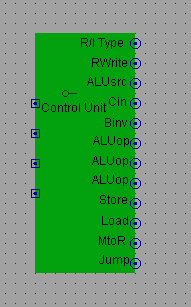 R/I Type
RWrite
ALUsrc
Cin
Control Unit
Binv
ALUop
ALUop
ALUop
Store
Load
MtoR
Jump